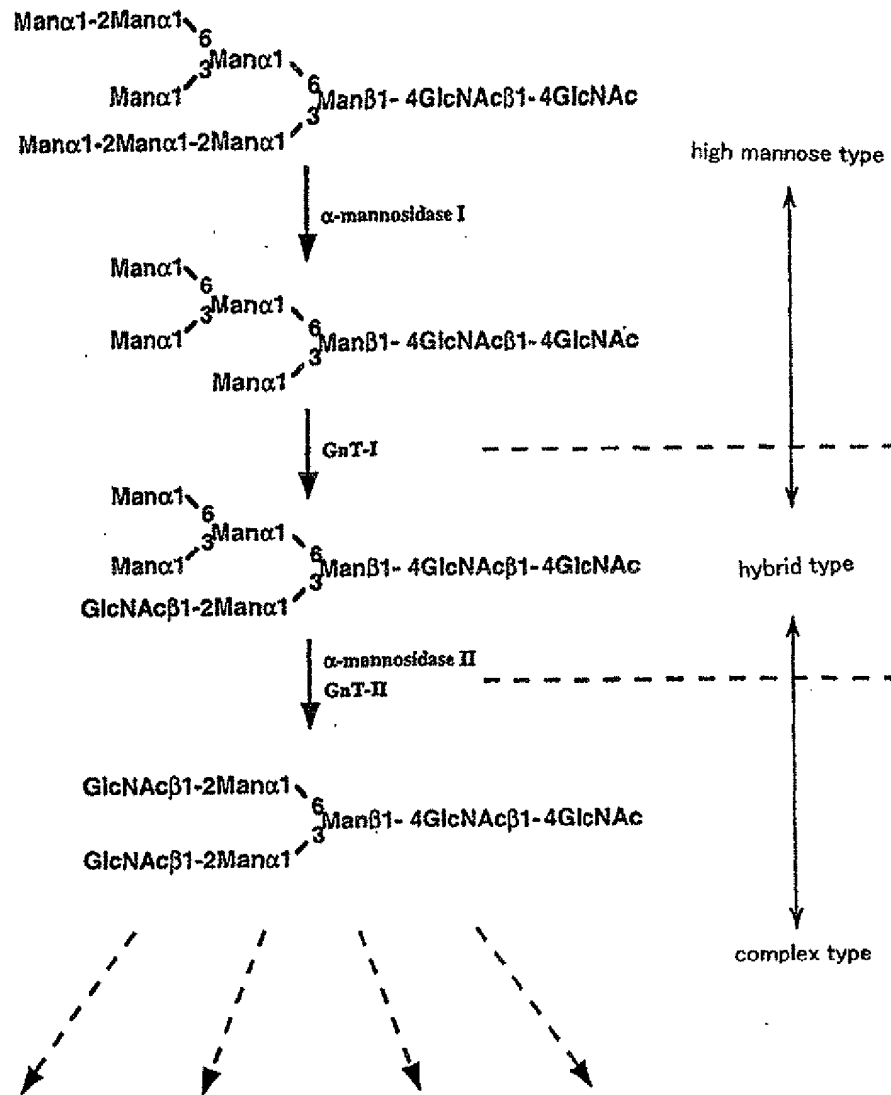 Manα1-2Manα1
6
3
Manα1
Manα1
6
3
Manβ1- 4GlcNAcβ1- 4GlcNAc
Manα1-2Manα1-2Manα1
high mannose type
α-mannosidase I
Manα1
6
3
Manα1
Manα1
6
3
Manβ1- 4GlcNAcβ1- 4GlcNAc
Manα1
GnT-I
Manα1
6
3
Manα1
Manα1
6
3
Manβ1- 4GlcNAcβ1- 4GlcNAc
hybrid type
GlcNAcβ1-2Manα1
α-mannosidase II
GnT-II
GlcNAcβ1-2Manα1
6
3
Manβ1- 4GlcNAcβ1- 4GlcNAc
GlcNAcβ1-2Manα1
complex type